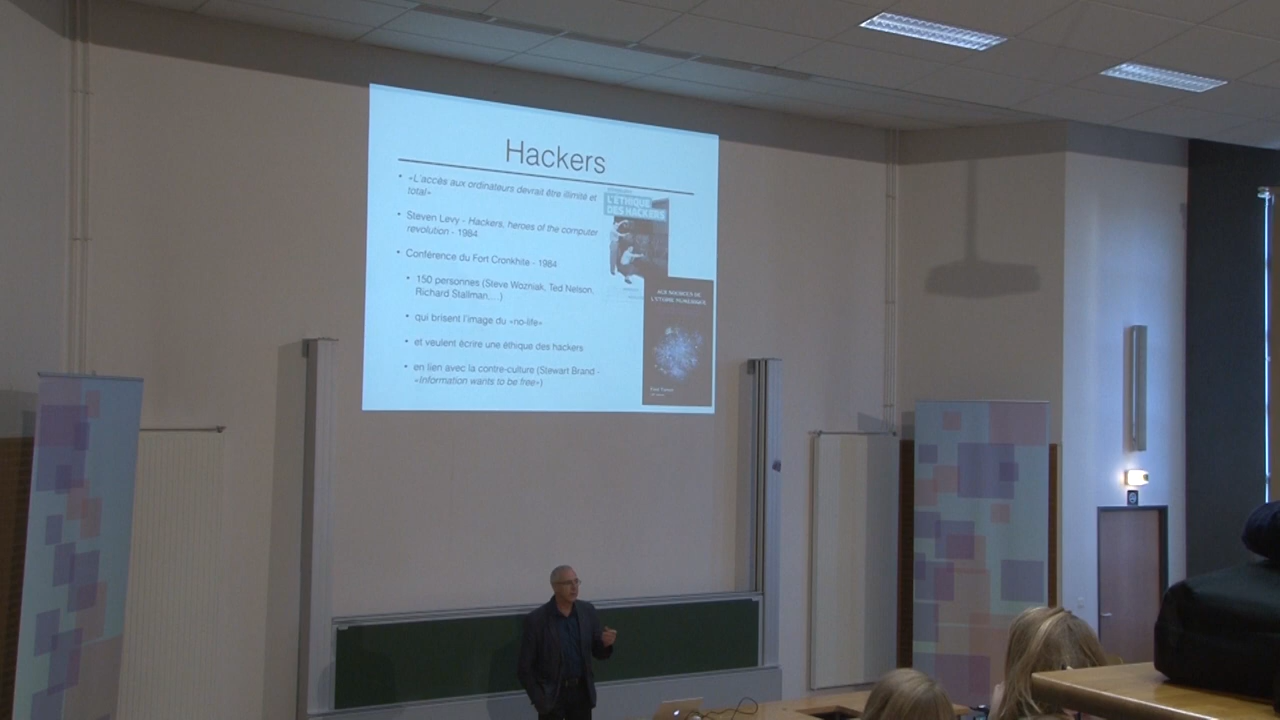 Hackers
• «L'accès aux ordinateurs devrait être illimité et
total»
• Steven Levy - Hackers, heroes of the computer
revolution - 1984
• Conférence du Fort Cronkhite - 1984
• 150 personnes (Steve Wozniak, Ted Nelson,
Richard Stallman,...)
• qui brisent l'image du «no-life»
• et veulent écrire une éthique des hackers
• en lien avec la contre-culture (Stewart Brand -
«Information wants to be free»)
L'ÉTHIQUE
DES HACKERS
AUX SOURCES DE
L'UTOPIE NUMÉRIQUE